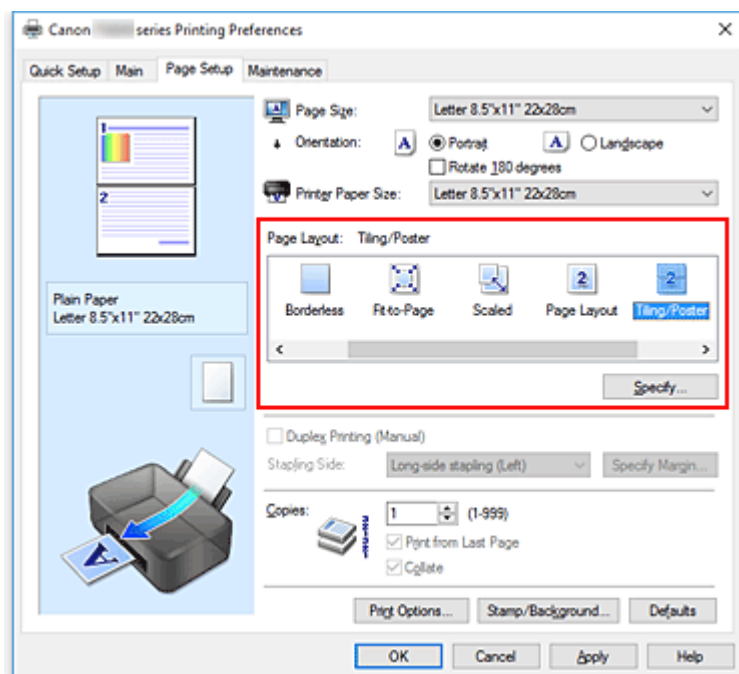 Canon series Printing Preferences
Quick Setup Main Page Setup Maintenance
1
2
Plain Paper
Letter 8.5"x11" 22x28cm
Page Size: Letter 8.5"x11" 22x28cm
Orientation: A Portrait A Landscape
Rotate 180 degrees
Printer Paper Size: Letter 8.5"x11" 22x28cm
Page Layout: Tiling/Poster
2 2
Borderless Fit-to-Page Scaled Page Layout Tiling/Poster
Specify...
Duplex Printing (Manual)
Stapling Side: Long-side stapling (Left) Specify Margin...
Copies: 1 (1-999)
Print from Last Page
Collate
A
Print Options... Stamp/Background... Defaults
OK Cancel Apply Help